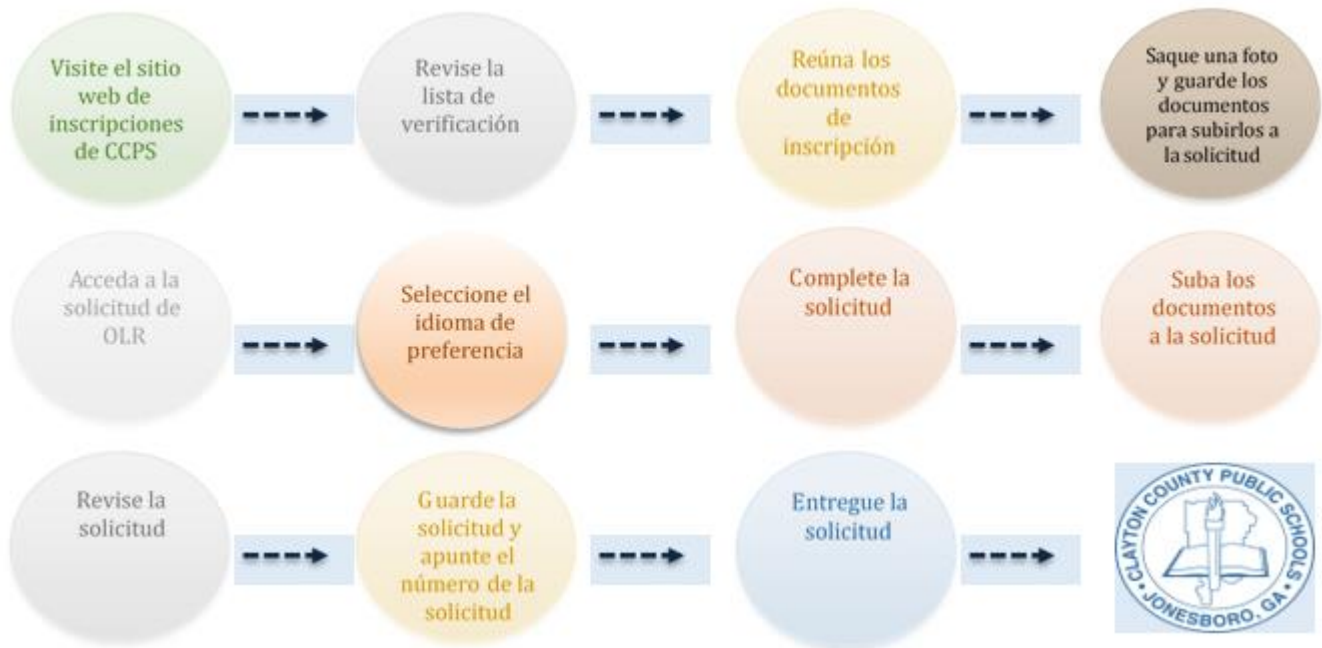 Visite el sitio
web de
inscripciones
de CCPS
Revise la
lista de
verificación
Reúna los
documentos
de
inscripción
Saque una foto
y guarde los
documentos
para subirlos a
la solicitud
Acceda a la
solicitud de
OLR
Seleccione el
idioma de
preferencia
Complete la
solicitud
Suba los
documentos
a la solicitud
Revise la
solicitud
Guarde la
solicitud y
apunte el
número de la
solicitud
Entregue la
solicitud
CLAYTON COUNTY PUBLIC SCHOOLS
• JONESBORO, GA •